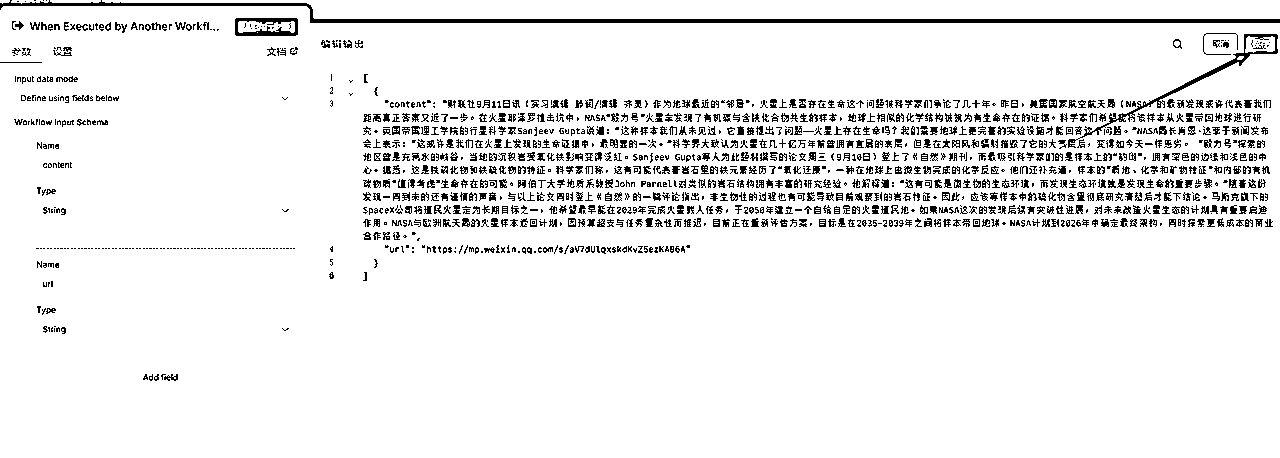 When Executed by Another Workfl...
参数
设置
文档
Input data mode
Define using fields below
Workflow Input Schema
Name
content
Type
String
Name
url
Type
String
Add field
编辑输出
取消
1 [
2 {
3 "content": "财联社9月11日讯（实习编辑 /编辑 ）作为地球最近的"邻居"，火星上是否存在生命这个问题被科学家们争论了几十年。昨日，美国国家航空航天局（NASA）的最新发现或许代表着我们
距离真正答案又近了一步。在火星耶泽罗陨击坑中，NASA"毅力号"火星车发现了有机碳与含铁化合物共生的样本，地球上相似的化学结构被视为有生命存在的证据。科学家们希望能将该样本从火星带回地球进行研
究。英国帝国理工学院的行星科学家Sanjeev Gupta说道："这种样本我们从未见过，它直接提出了问题——火星上存在生命吗？我们需要地球上更完善的实验设施才能回答这个问题。"NASA局长肖恩·达菲于新闻发布
会上表示："这或许是我们在火星上发现的生命证据中，最明显的一次。"科学界大致认为火星在几十亿万年前曾拥有宜居的表层，但是在太阳风和辐射摧毁了它的大气层后，变得如今天一样恶劣。 "毅力号"探索的
地区曾是充满水的峡谷，当地的沉积岩受氧化铁影响变得泛红。Sanjeev Gupta等人为此题材撰写的论文周三（9月10日）登上了《自然》期刊，而最吸引科学家们的是样本上的"豹斑"，拥有深色的边缘和浅色的中
心。据悉，这是铁磷化物和铁硫化物的特征。科学家们称，这有可能代表着岩石里的铁元素经历了"氧化还原"，一种在地球上由微生物完成的化学反应。他们还补充道，样本的"质地、化学和矿物特征"和内部的有机
碳物质"值得考虑"生命存在的可能。阿伯丁大学地质系教授John Parnell对类似的岩石结构拥有丰富的研究经验。他解释道："这有可能是微生物的生态环境，而发现生态环境就是发现生命的重要步骤。"随着这份
发现一同到来的还有谨慎的声音，与以上论文同时登上《自然》的一篇评论指出，非生物性的过程也有可能导致目前观察到的岩石特征。因此，应该等样本中的硫化物含量彻底研究清楚后才能下结论。马斯克旗下的
SpaceX公司将殖民火星定为长期目标之一，他希望最早能在2029年完成火星载人任务，于2050年建立一个自给自足的火星殖民地。如果NASA这次的发现后续有突破性进展，对未来改造火星生态的计划具有重要启迪
作用。NASA与欧洲航天局的火星样本返回计划，因预算超支与任务复杂性而推迟，目前正在重新评估方案，目标是在2035-2039年之间将样本带回地球。NASA计划到2026年中确定最终架构，同时探索更低成本的商业
合作路径。",
4 "url": "https://mp.weixin.qq.com/s/aV7dUlQxskdKvZ5ezKA06A"
5 }
6 ]